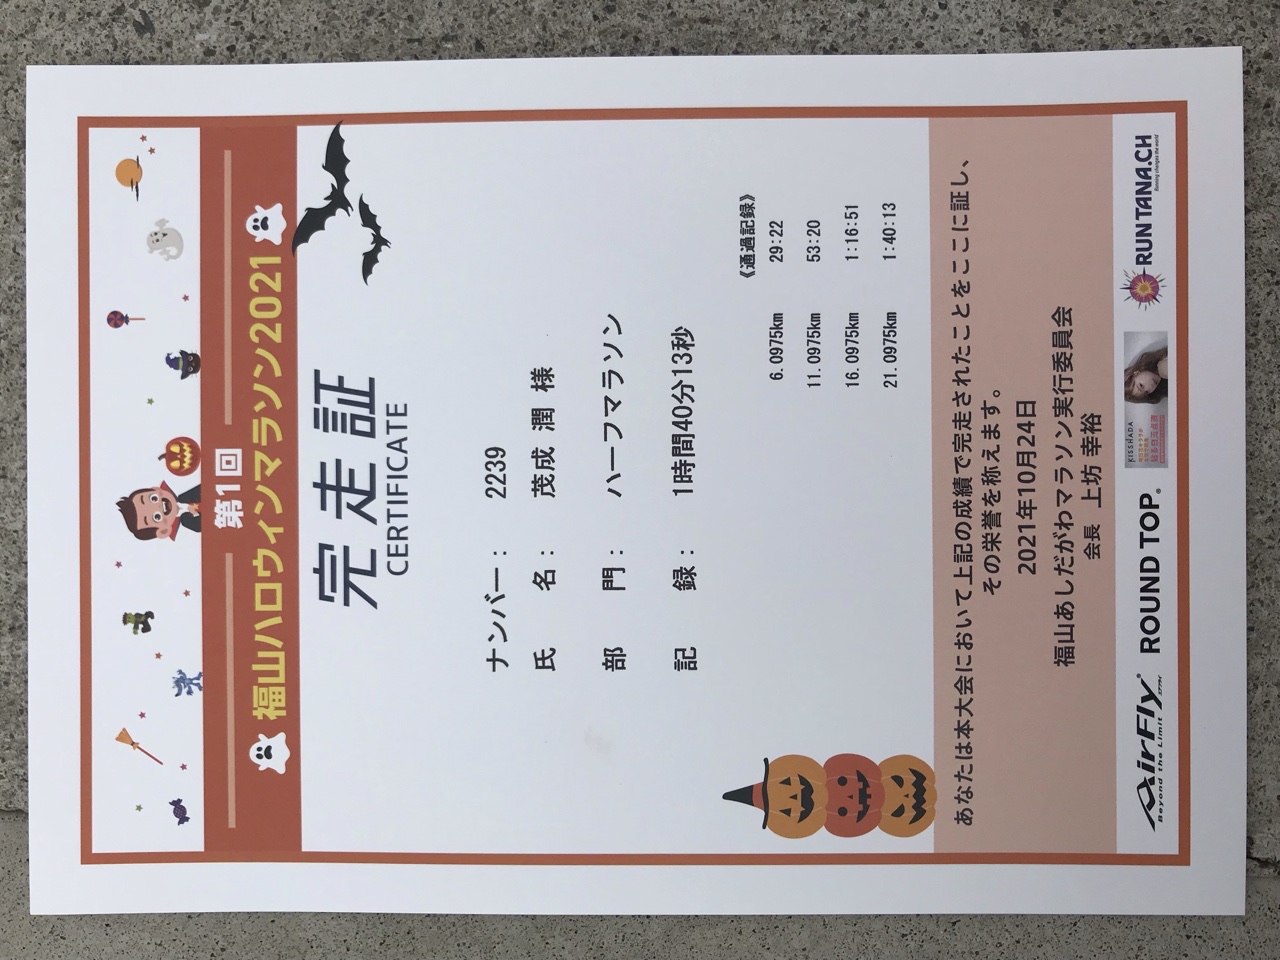 第1回
福山ハロウィンマラソン2021
完走証
CERTIFICATE
ナンバー： 2239
氏 名： 茂成 潤 様
部 門： ハーフマラソン
記 録： 1時間40分13秒
《通過記録》
6.0975km 29:22
11.0975km 53:20
16.0975km 1:16:51
21.0975km 1:40:13
あなたは本大会において上記の成績で完走されたことをここに証し、
その栄誉を称えます。
2021年10月24日
福山あしだがわマラソン実行委員会
会長 上坊 幸裕
AirFly
Beyond the Limit
ROUND TOP
KISSHADA
RUNTANA.CH
Running changes the world